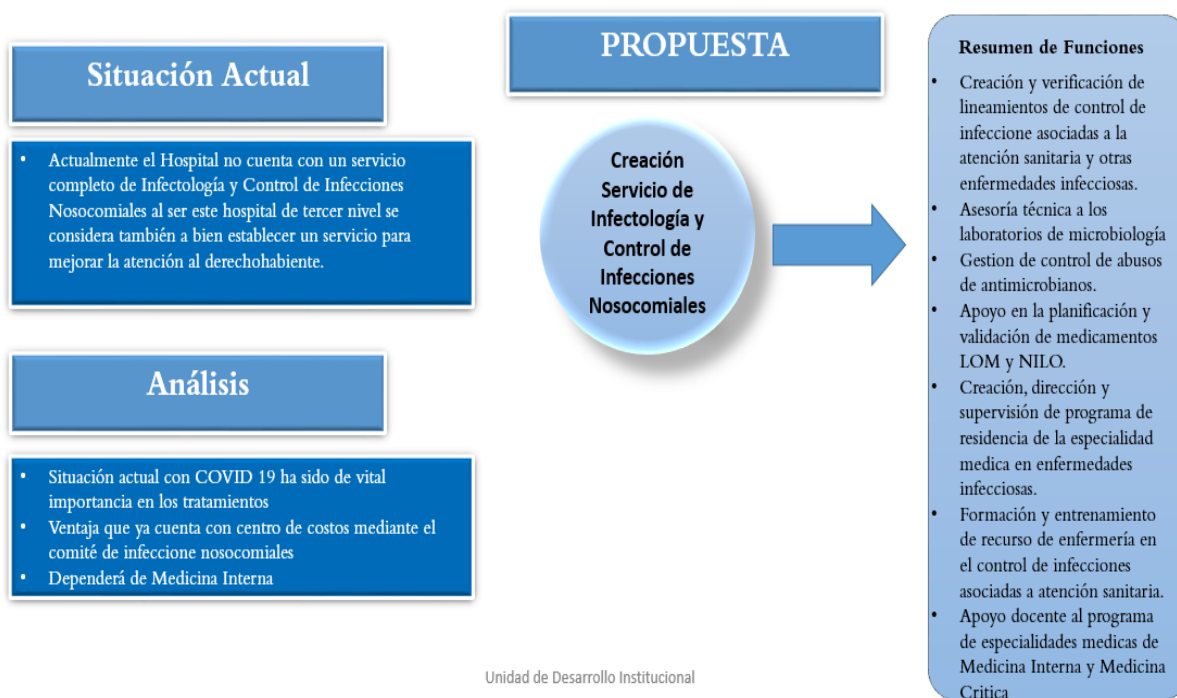 Situación Actual
• Actualmente el Hospital no cuenta con un servicio
completo de Infectología y Control de Infecciones
Nosocomiales al ser este hospital de tercer nivel se
considera también a bien establecer un servicio para
mejorar la atención al derechohabiente.
Análisis
• Situación actual con COVID 19 ha sido de vital
importancia en los tratamientos
• Ventaja que ya cuenta con centro de costos mediante el
comité de infeccione nosocomiales
• Dependerá de Medicina Interna
PROPUESTA
Creación
Servicio de
Infectología y
Control de
Infecciones
Nosocomiales
Resumen de Funciones
• Creación y verificación de
lineamientos de control de
infeccione asociadas a la
atención sanitaria y otras
enfermedades infecciosas.
• Asesoría técnica a los
laboratorios de microbiología
• Gestion de control de abusos
de antimicrobianos.
• Apoyo en la planificación y
validación de medicamentos
LOM y NILO.
• Creación, dirección y
supervisión de programa de
residencia de la especialidad
medica en enfermedades
infecciosas.
• Formación y entrenamiento
de recurso de enfermería en
el control de infecciones
asociadas a atención sanitaria.
• Apoyo docente al programa
de especialidades medicas de
Medicina Interna y Medicina
Critica
Unidad de Desarrollo Institucional